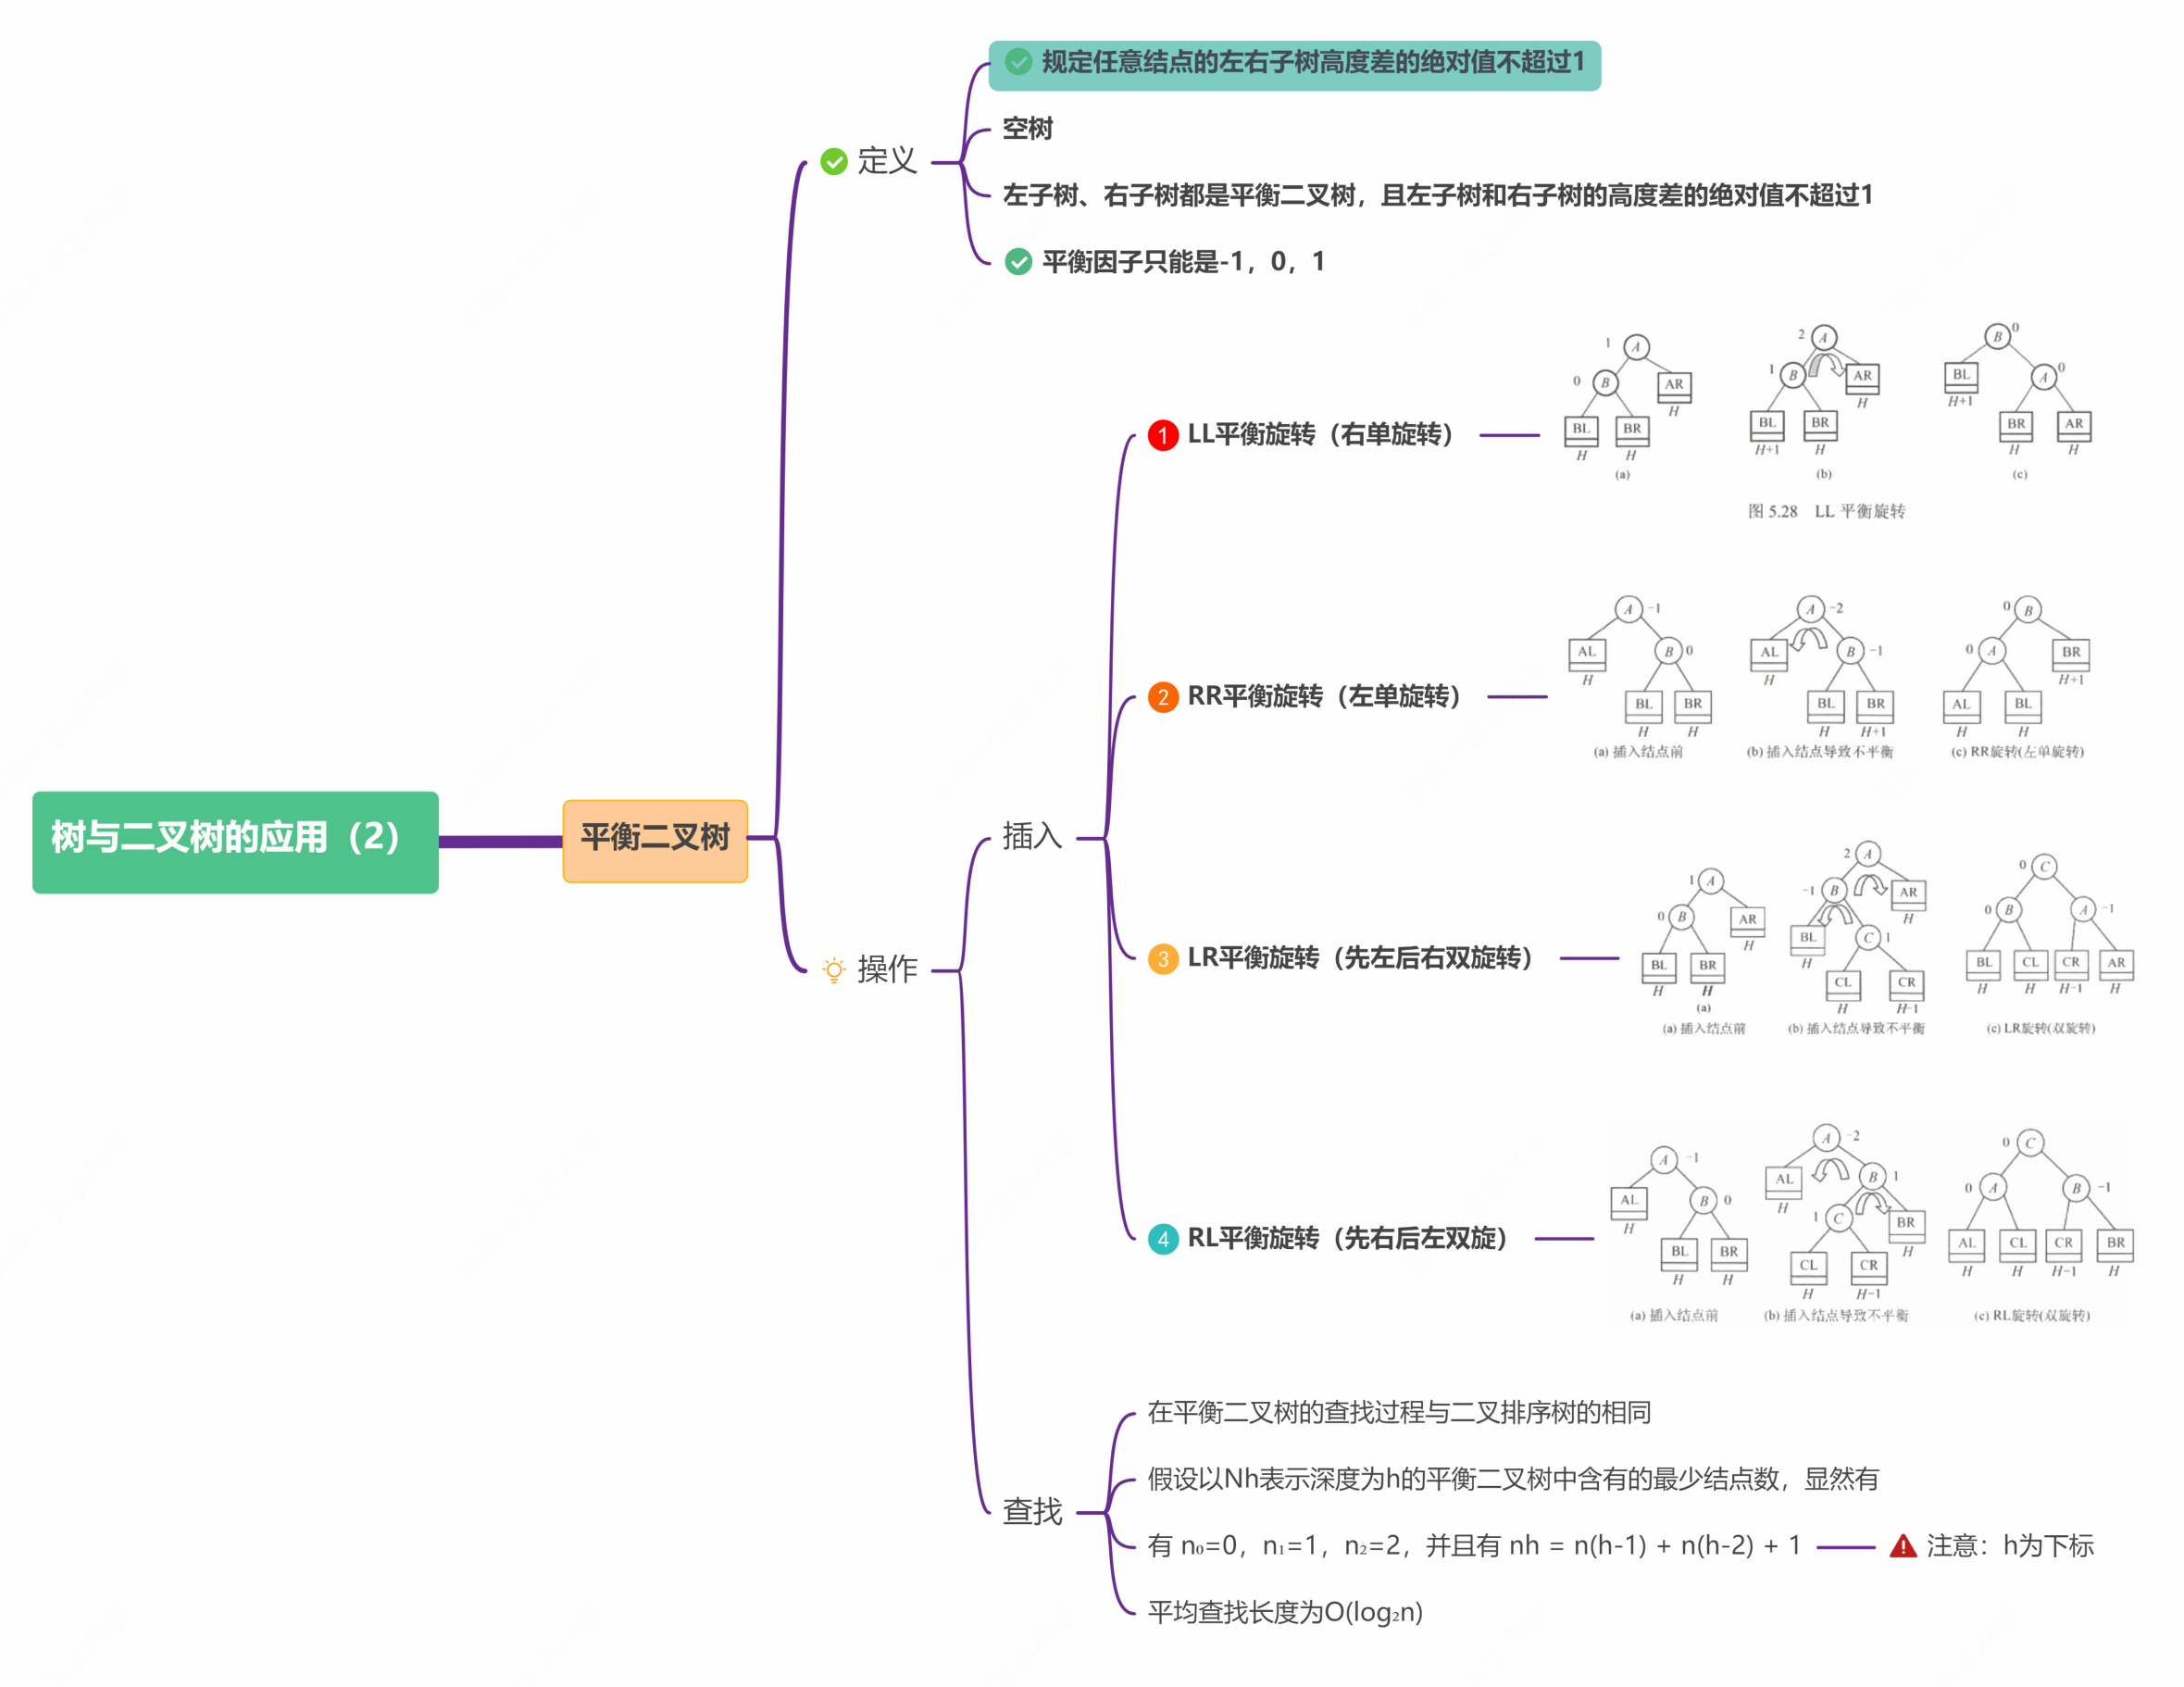 规定任意结点的左右子树高度差的绝对值不超过1
空树
定义
左子树、右子树都是平衡二叉树，且左子树和右子树的高度差的绝对值不超过1
平衡因子只能是-1，0，1
1 LL平衡旋转（右单旋转）
1 A
0 B AR
H
BL BR
H H
(a)
2 A
1 B AR
H
BL BR
H+1 H
(b)
B 0
BL A 0
H+1
BR AR
H H
(c)
图 5.28 LL 平衡旋转
2 RR平衡旋转（左单旋转）
A -1
AL B 0
H
BL BR
H H
(a) 插入结点前
A -2
AL B -1
H
BL BR
H H+1
(b) 插入结点导致不平衡
0 B
0 A BR
H+1
AL BL
H H
(c) RR旋转(左单旋转)
树与二叉树的应用（2）
平衡二叉树
插入
操作
3 LR平衡旋转（先左后右双旋转）
1 A
0 B AR
H
BL BR
H H
(a)
(a) 插入结点前
2 A
-1 B AR
H
BL C 1
H
CL CR
H H-1
(b) 插入结点导致不平衡
0 C
0 B A -1
BL CL CR AR
H H H-1 H
(c) LR旋转(双旋转)
4 RL平衡旋转（先右后左双旋）
A -1
AL B 0
H
BL BR
H H
(a) 插入结点前
A -2
AL B 1
H
1 C BR
H
CL CR
H H-1
(b) 插入结点导致不平衡
0 C
0 A B -1
AL CL CR BR
H H H-1 H
(c) RL旋转(双旋转)
查找
在平衡二叉树的查找过程与二叉排序树的相同
假设以Nh表示深度为h的平衡二叉树中含有的最少结点数，显然有
有 n₀=0，n₁=1，n₂=2，并且有 nh = n(h-1) + n(h-2) + 1
注意：h为下标
平均查找长度为O(log₂n)